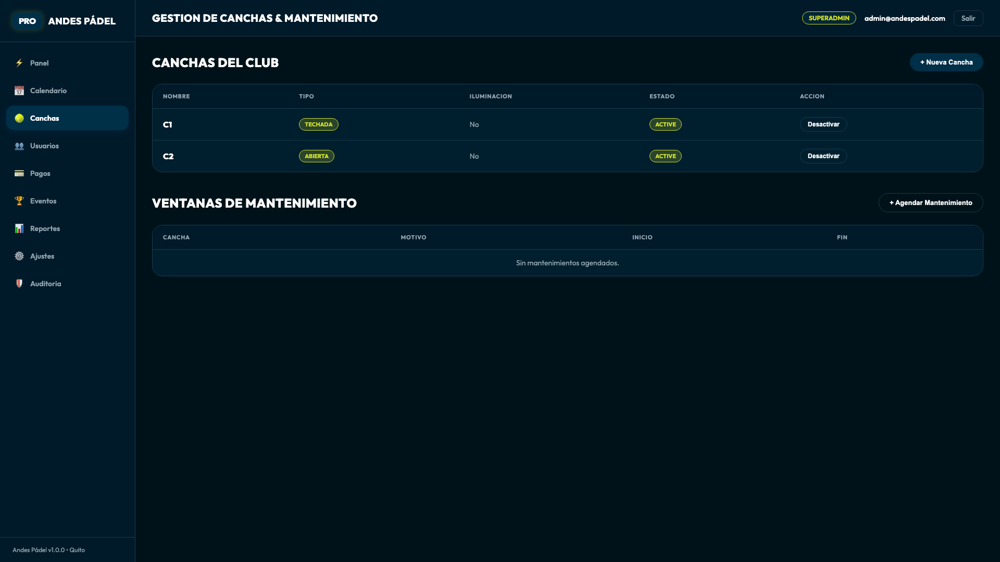 PRO ANDES PÁDEL
Panel
17 Calendario
Canchas
Usuarios
Pagos
Eventos
Reportes
Ajustes
Auditoria
Andes Pádel v1.0.0 • Quito
GESTION DE CANCHAS & MANTENIMIENTO
SUPERADMIN admin@andespadel.com Salir
CANCHAS DEL CLUB
+ Nueva Cancha
NOMBRE TIPO ILUMINACION ESTADO ACCION
C1 TECHADA No ACTIVE Desactivar
C2 ABIERTA No ACTIVE Desactivar
VENTANAS DE MANTENIMIENTO
+ Agendar Mantenimiento
CANCHA MOTIVO INICIO FIN
Sin mantenimientos agendados.